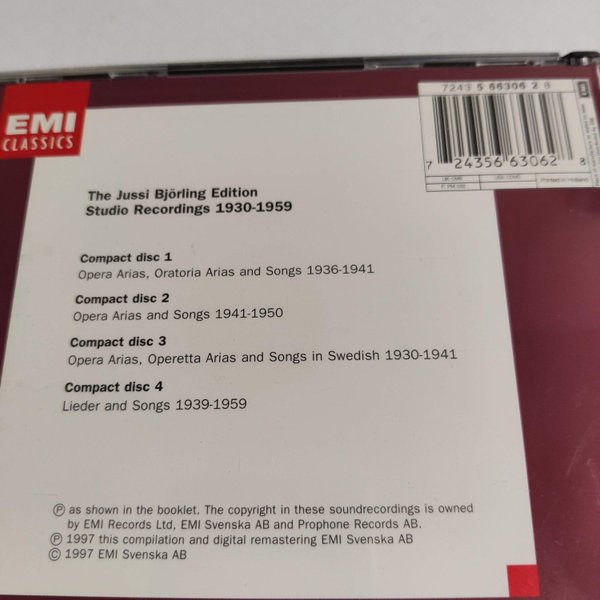 EMI
CLASSICS
7243 5 66306 2 8
7 24356 63062 8
Printed in Holland
The Jussi Björling Edition
Studio Recordings 1930-1959
Compact disc 1
Opera Arias, Oratoria Arias and Songs 1936-1941
Compact disc 2
Opera Arias and Songs 1941-1950
Compact disc 3
Opera Arias, Operetta Arias and Songs in Swedish 1930-1941
Compact disc 4
Lieder and Songs 1939-1959
Ⓟ as shown in the booklet. The copyright in these soundrecordings is owned
by EMI Records Ltd, EMI Svenska AB and Prophone Records AB.
Ⓟ 1997 this compilation and digital remastering EMI Svenska AB
© 1997 EMI Svenska AB